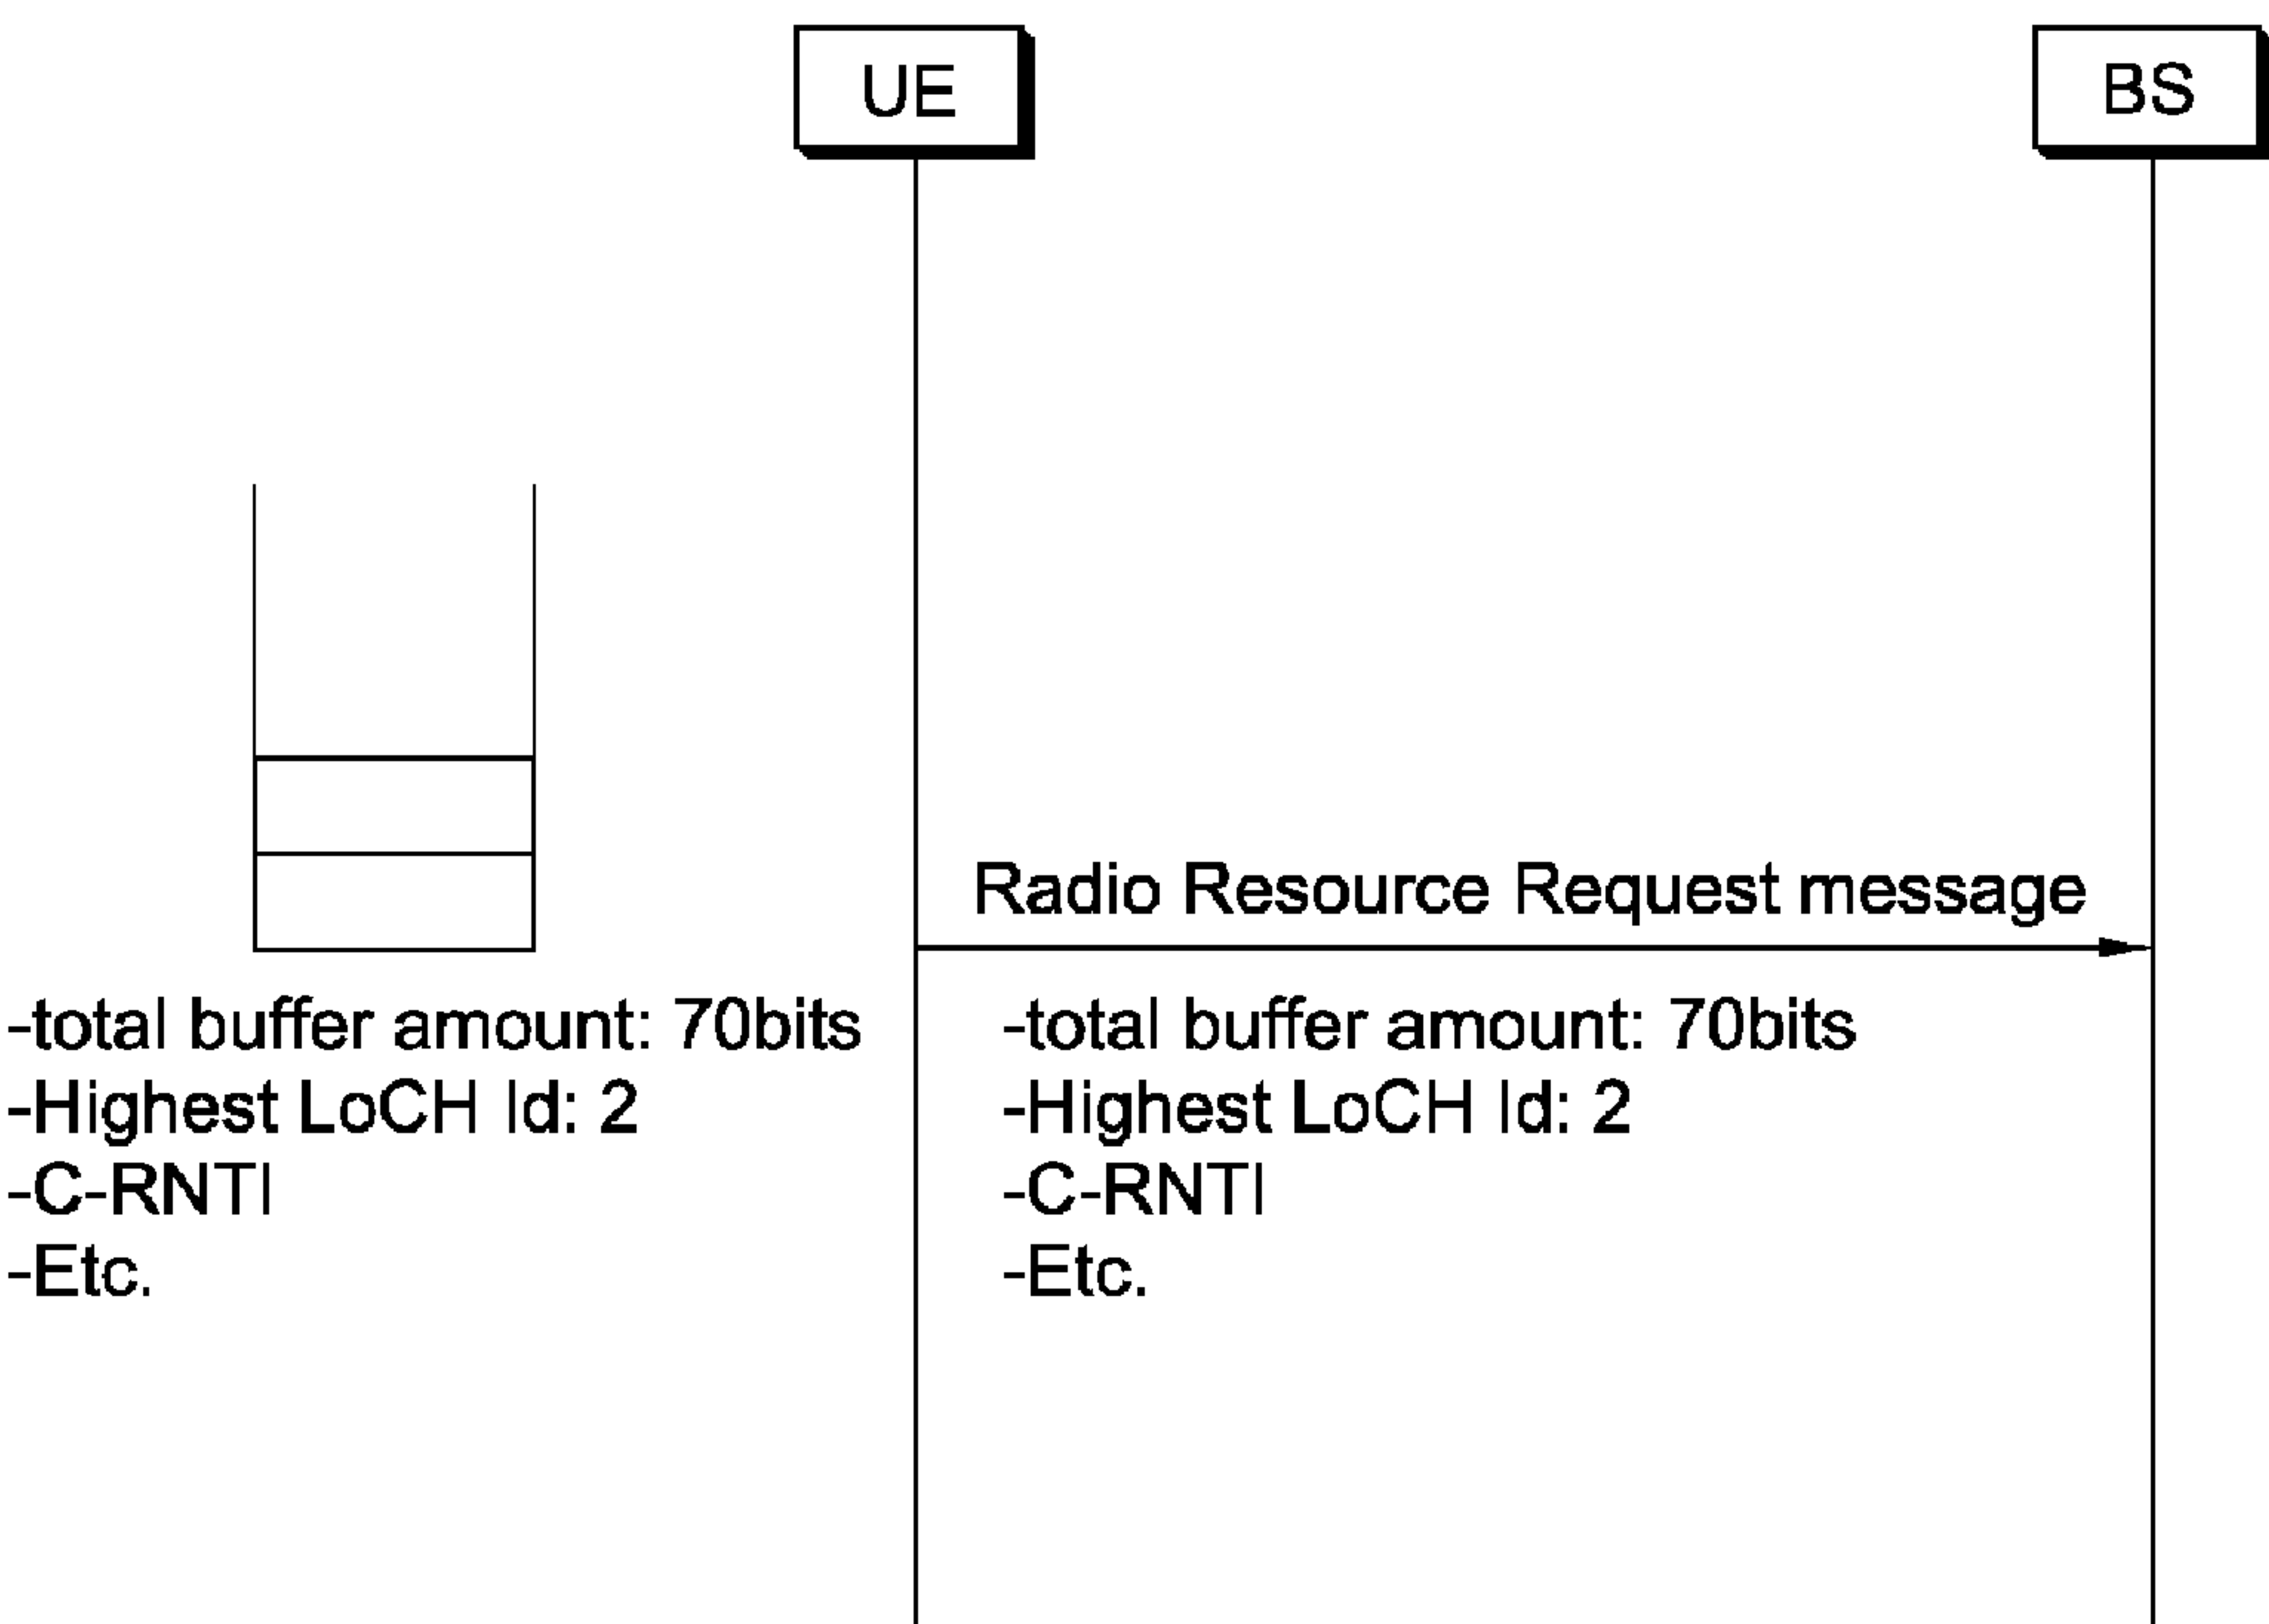 UE
BS
Radio Resource Request message
-total buffer amount: 70bits
-Highest LoCH Id: 2
-C-RNTI
-Etc.
-total buffer amount: 70bits
-Highest LoCH Id: 2
-C-RNTI
-Etc.